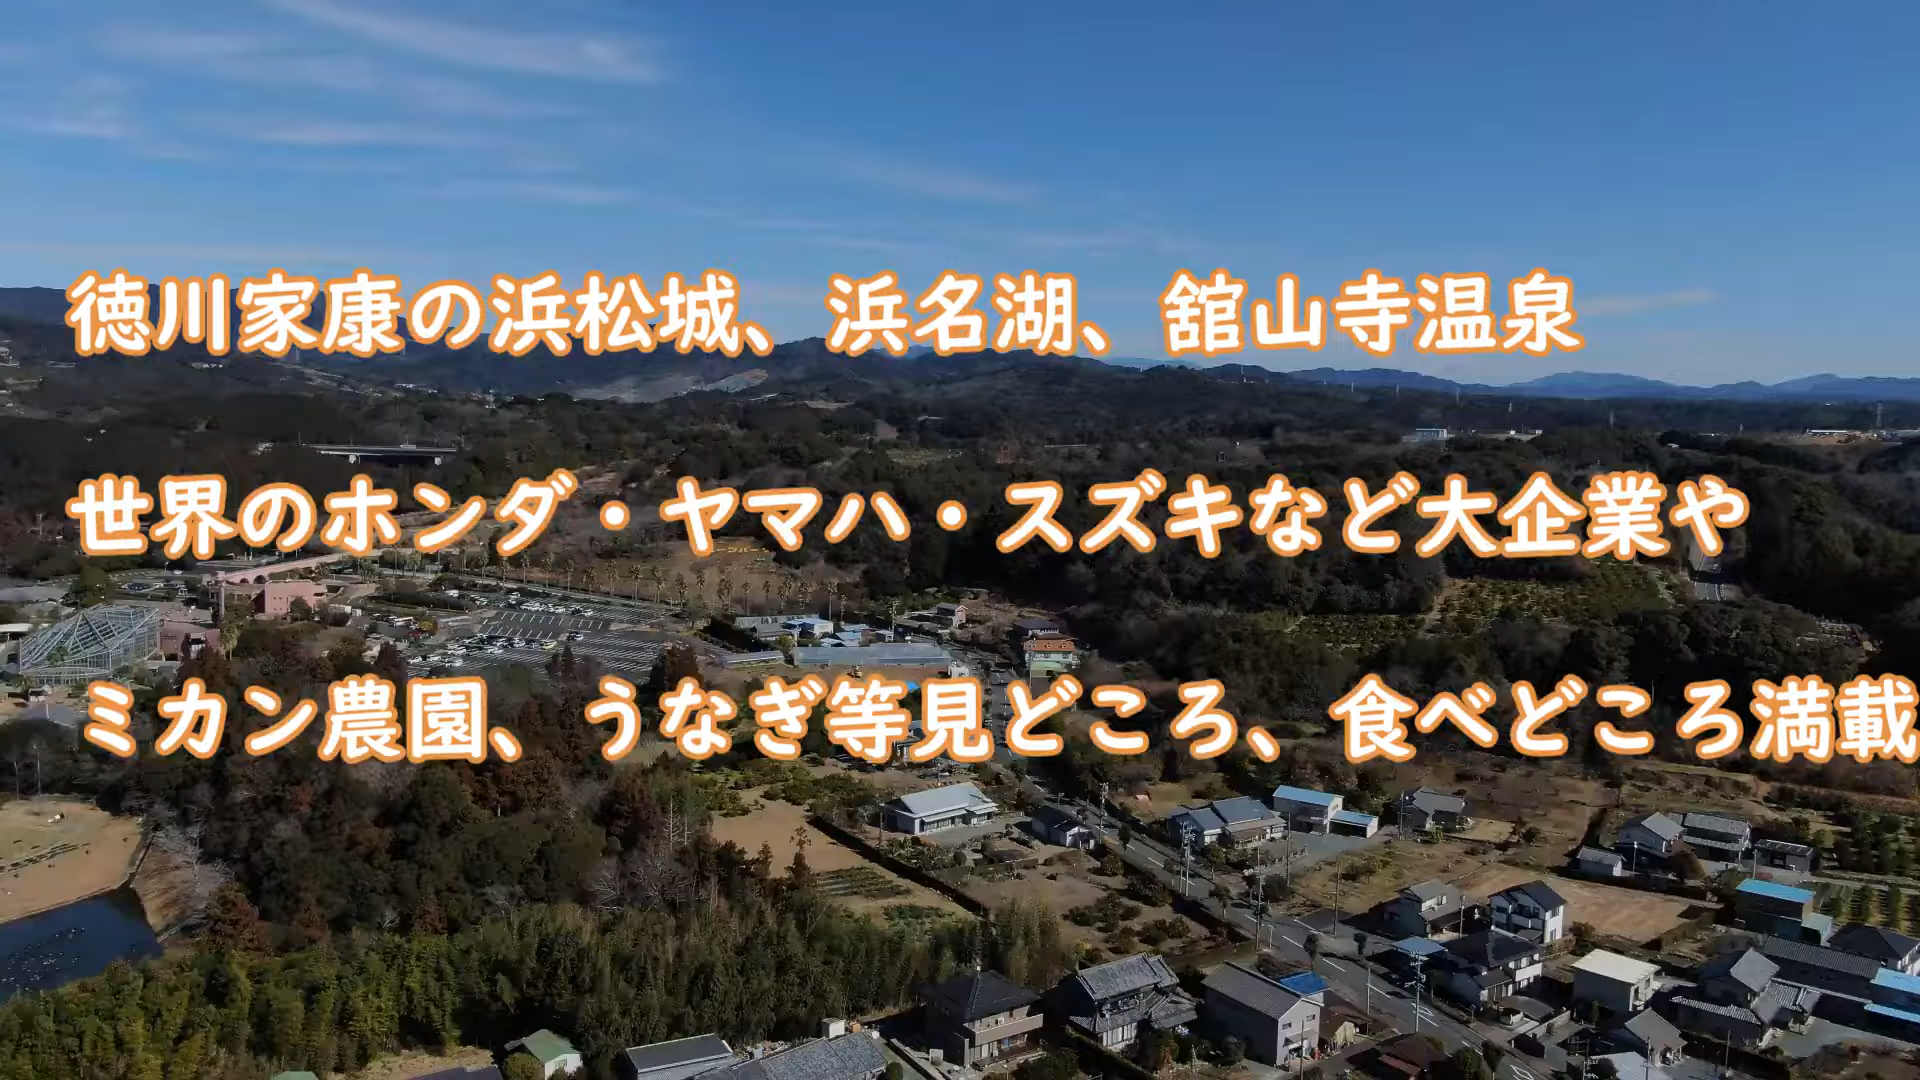 徳川家康の浜松城、浜名湖、舘山寺温泉
世界のホンダ・ヤマハ・スズキなど大企業や
ミカン農園、うなぎ等見どころ、食べどころ満載